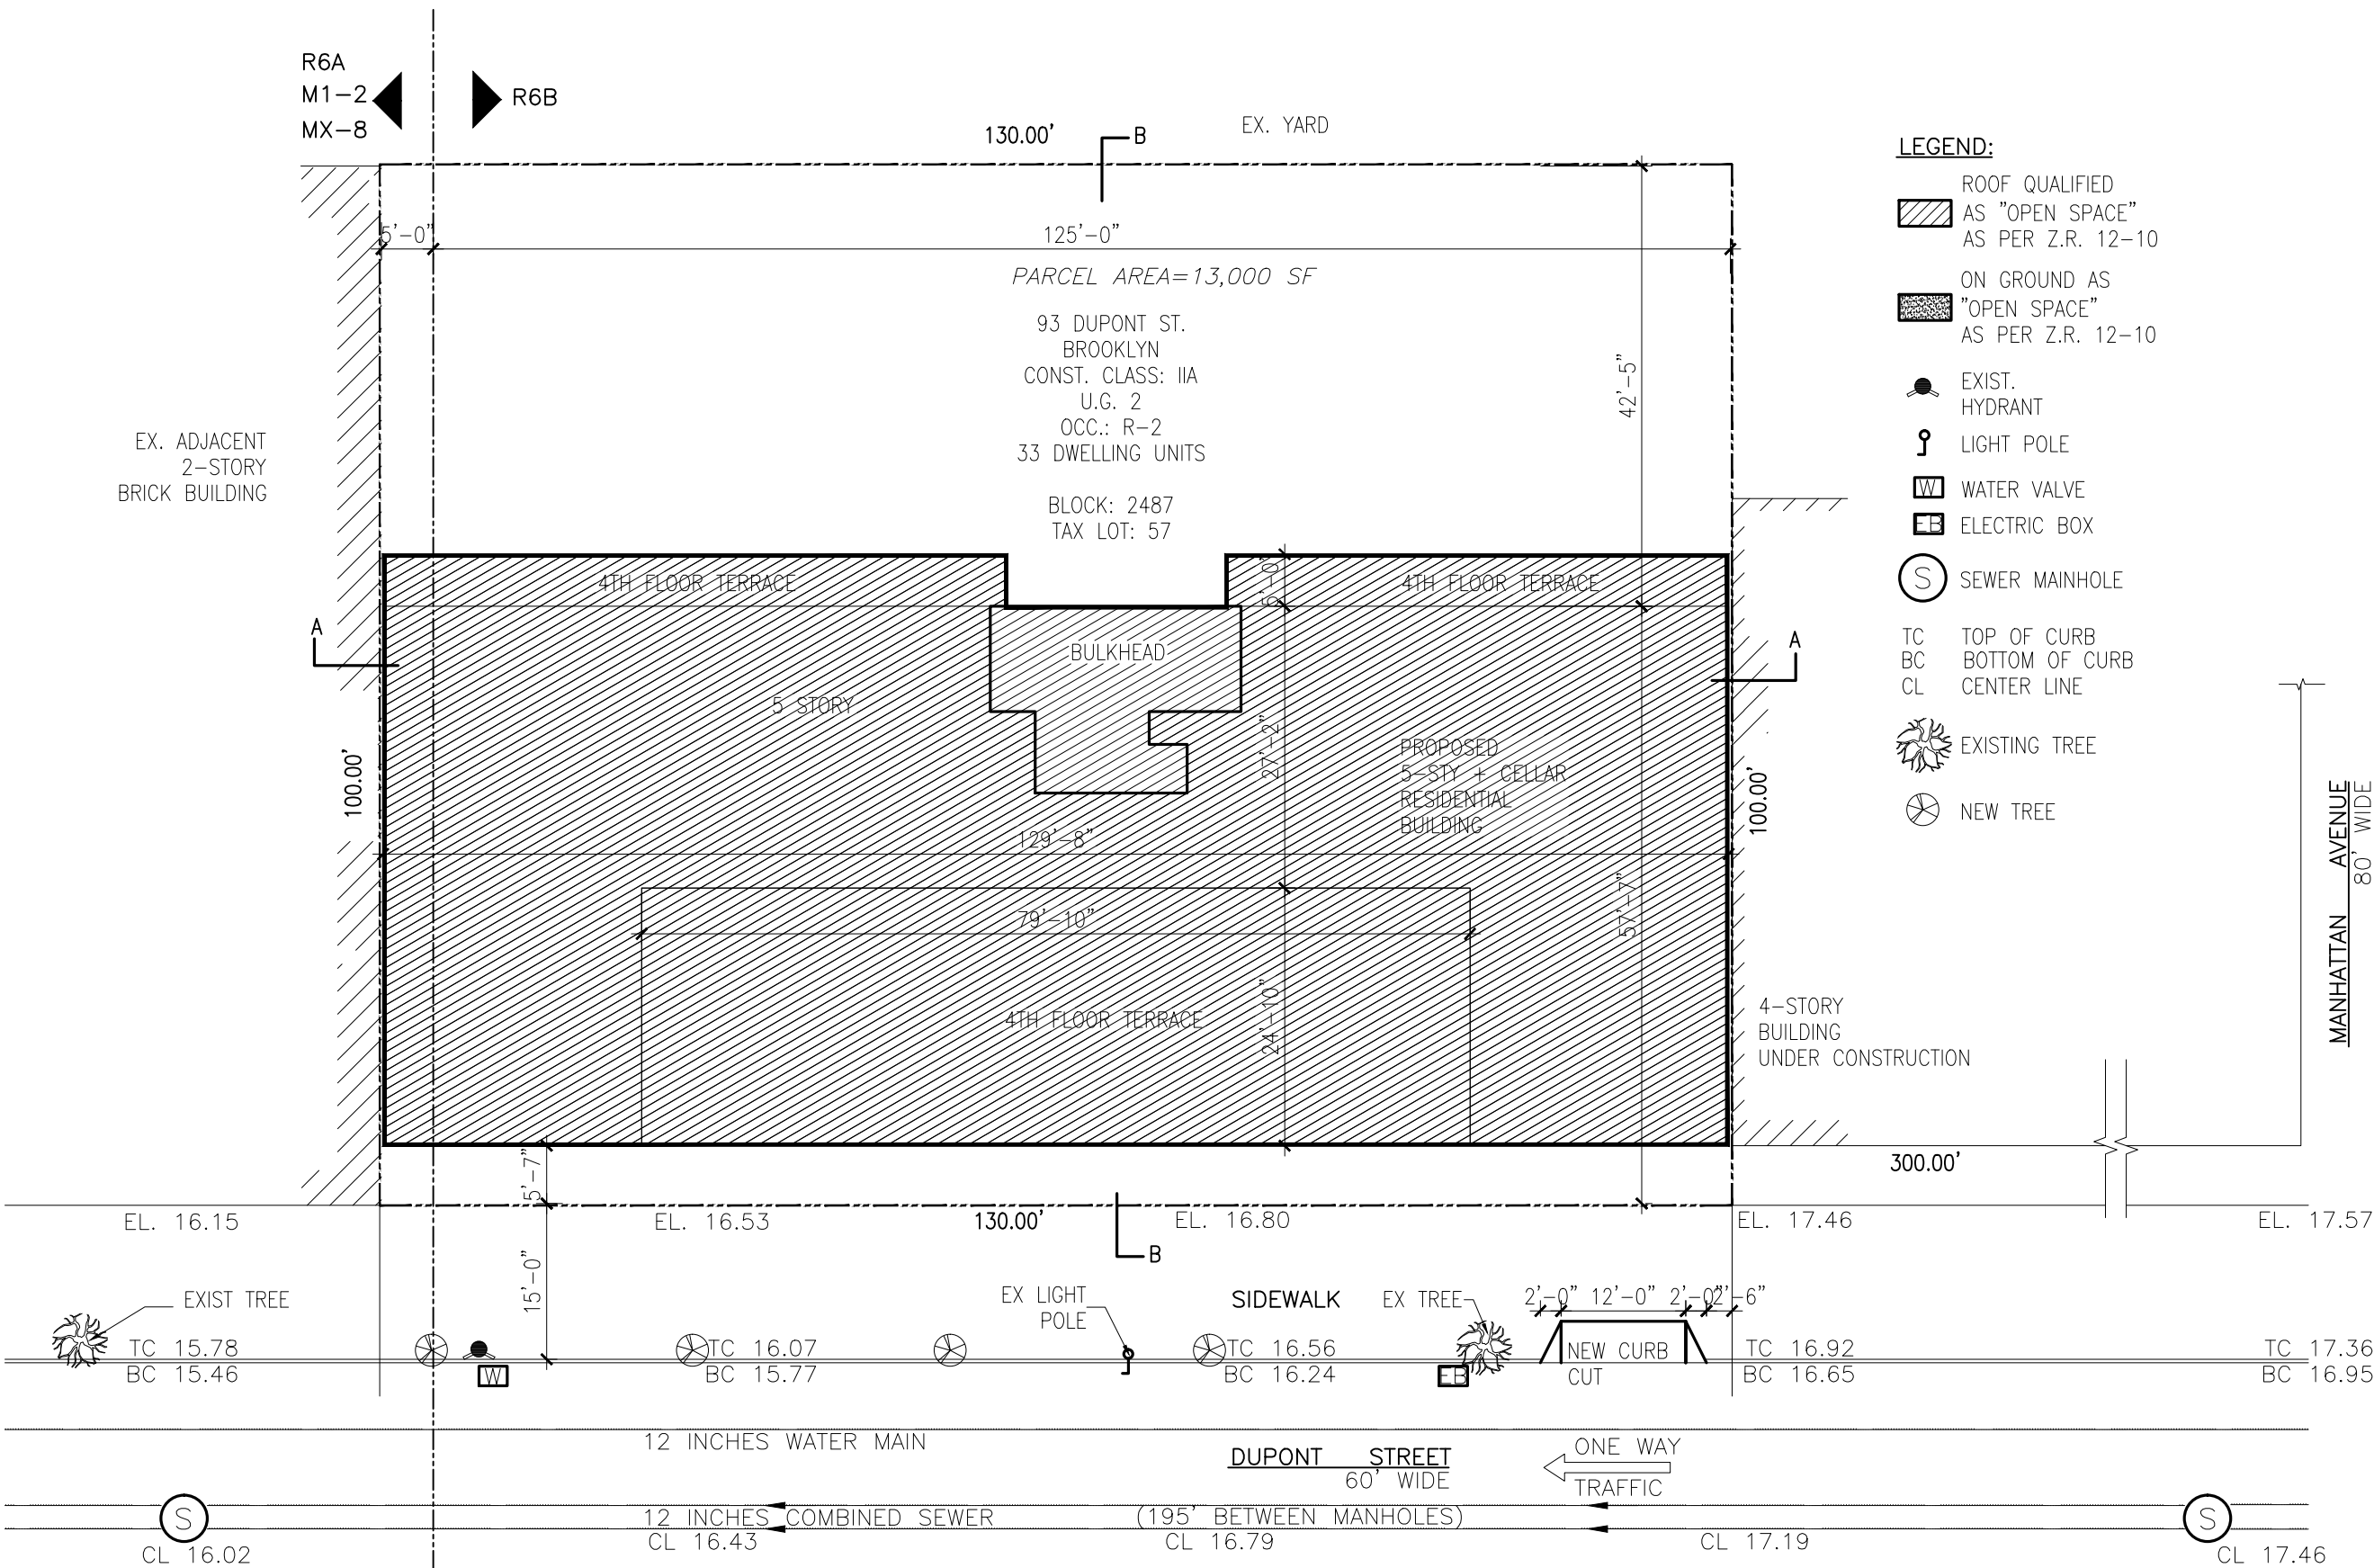 R6A
M1-2
MX-8
R6B
130.00'
B
EX. YARD
5'-0"
125'-0"
PARCEL AREA=13,000 SF
93 DUPONT ST.
BROOKLYN
CONST. CLASS: IIA
U.G. 2
OCC.: R-2
33 DWELLING UNITS
BLOCK: 2487
TAX LOT: 57
42'-5"
EX. ADJACENT
2-STORY
BRICK BUILDING
LEGEND:
ROOF QUALIFIED
AS "OPEN SPACE"
AS PER Z.R. 12-10
ON GROUND AS
"OPEN SPACE"
AS PER Z.R. 12-10
EXIST.
HYDRANT
LIGHT POLE
W WATER VALVE
EB ELECTRIC BOX
S SEWER MAINHOLE
TC TOP OF CURB
BC BOTTOM OF CURB
CL CENTER LINE
EXISTING TREE
NEW TREE
4TH FLOOR TERRACE
5'-0"
4TH FLOOR TERRACE
A
A
BULKHEAD
5 STORY
27'-2"
PROPOSED
5-STY + CELLAR
RESIDENTIAL
BUILDING
100.00'
100.00'
129'-8"
79'-10"
57'-7"
4TH FLOOR TERRACE
24'-10"
4-STORY
BUILDING
UNDER CONSTRUCTION
MANHATTAN AVENUE
80' WIDE
5'-7"
300.00'
EL. 16.15
EL. 16.53
130.00'
EL. 16.80
EL. 17.46
EL. 17.57
B
15'-0"
EXIST TREE
EX LIGHT
POLE
SIDEWALK
EX TREE
2'-0"
12'-0"
2'-0"
2'-6"
TC 15.78
BC 15.46
W
TC 16.07
BC 15.77
TC 16.56
BC 16.24
EB
NEW CURB
CUT
TC 16.92
BC 16.65
TC 17.36
BC 16.95
12 INCHES WATER MAIN
DUPONT STREET
60' WIDE
ONE WAY
TRAFFIC
S
12 INCHES COMBINED SEWER
(195' BETWEEN MANHOLES)
S
CL 16.02
CL 16.43
CL 16.79
CL 17.19
CL 17.46